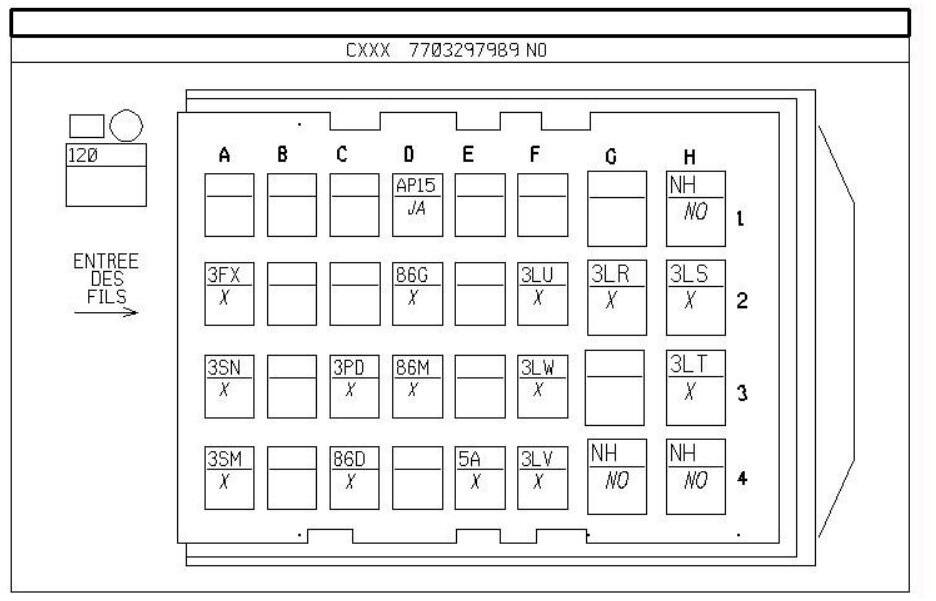 CXXX 7703297989 NO
120
ENTREE
DES
FILS
A B C D E F G H
AP15 NH
JA NO
1
3FX 86G 3LU 3LR 3LS
X X X X X
2
3SN 3PD 86M 3LW 3LT
X X X X X
3
3SM 86D 5A 3LV NH NH
X X X X NO NO
4